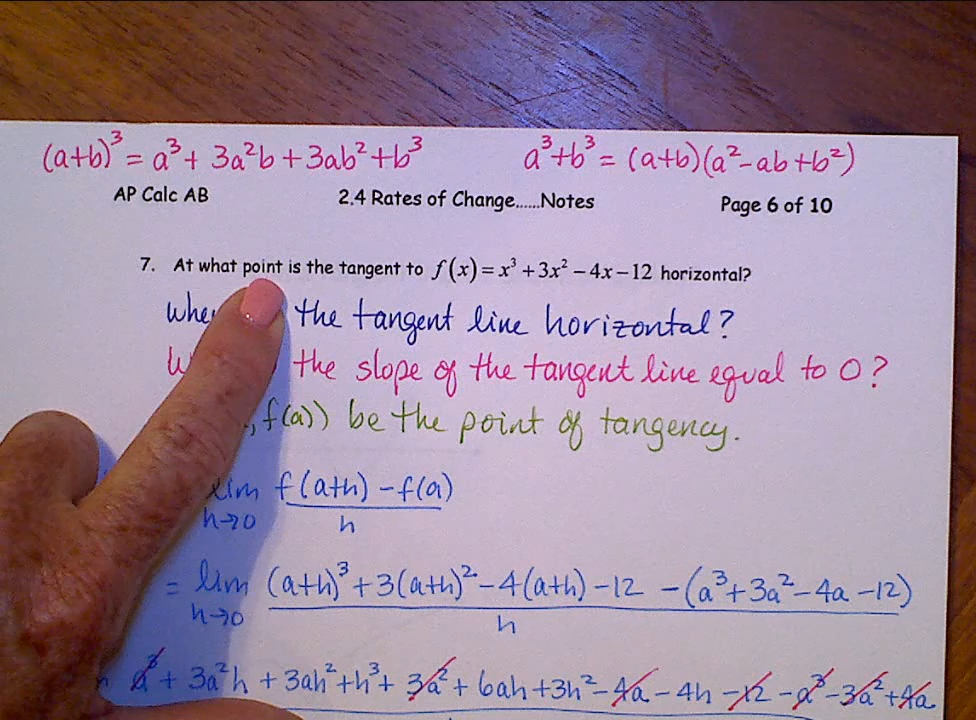 (a+b)³ = a³ + 3a²b + 3ab² + b³ a³+b³ = (a+b)(a²-ab+b²)
AP Calc AB 2.4 Rates of Change......Notes Page 6 of 10
7. At what point is the tangent to f(x) = x³ + 3x² – 4x – 12 horizontal?
the tangent line horizontal?
the slope of the tangent line equal to 0?
, f(a)) be the point of tangency.
lim h→0 f(a+h) - f(a) / h
= lim h→0 (a+h)³ + 3(a+h)² - 4(a+h) - 12 - (a³ + 3a² - 4a - 12) / h
a³ + 3a²h + 3ah² + h³ + 3a² + 6ah + 3h² - 4a - 4h - 12 - a³ - 3a² + 4a